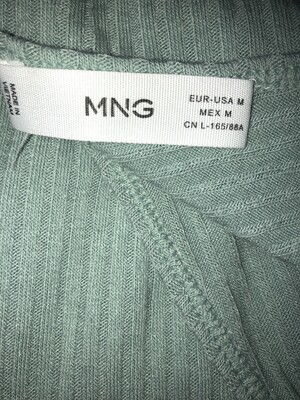 MADE IN
VIETNAM
MNG
EUR-USA M
MEX M
CN L-165/88A